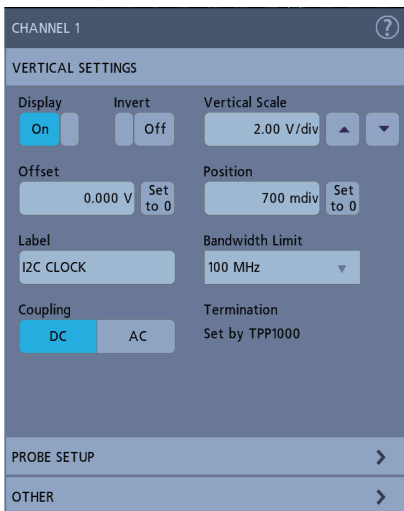 CHANNEL 1 ?
VERTICAL SETTINGS
Display Invert Vertical Scale
On Off 2.00 V/div
Offset Position
0.000 V Set to 0 700 mdiv Set to 0
Label Bandwidth Limit
I2C CLOCK 100 MHz
Coupling Termination
DC AC Set by TPP1000
PROBE SETUP
OTHER